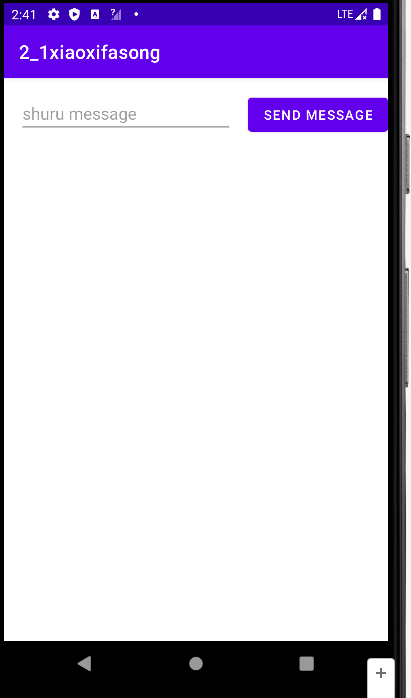 2:41 LTE
2_1xiaoxifasong
shuru message SEND MESSAGE